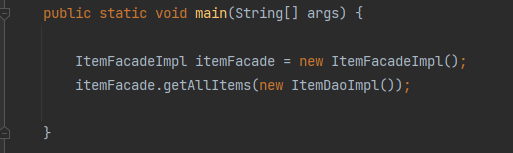 public static void main(String[] args) {
ItemFacadeImpl itemFacade = new ItemFacadeImpl();
itemFacade.getAllItems(new ItemDaoImpl());
}